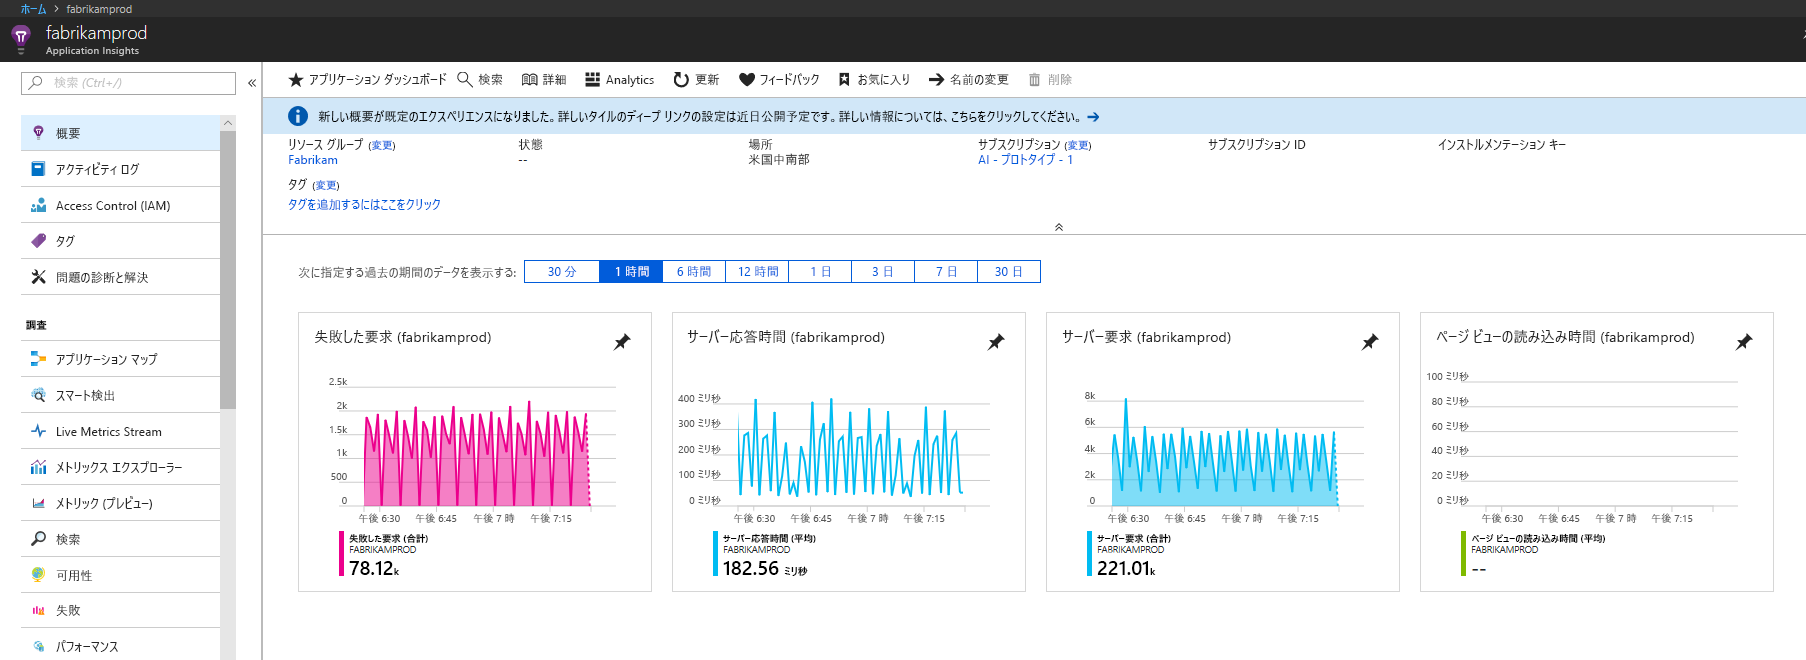 ホーム > fabrikamprod
fabrikamprod
Application Insights
検索 (Ctrl+/)
概要
アクティビティ ログ
Access Control (IAM)
タグ
問題の診断と解決
調査
アプリケーション マップ
スマート検出
Live Metrics Stream
メトリックス エクスプローラー
メトリック (プレビュー)
検索
可用性
失敗
パフォーマンス
アプリケーション ダッシュボード 検索 詳細 Analytics 更新 フィードバック お気に入り 名前の変更 削除
新しい概要が既定のエクスペリエンスになりました。詳しいタイルのディープ リンクの設定は近日公開予定です。詳しい情報については、こちらをクリックしてください。
リソース グループ (変更) 状態 場所 サブスクリプション (変更) サブスクリプション ID インストルメンテーション キー
Fabrikam -- 米国中南部 AI - プロトタイプ - 1
タグ (変更)
タグを追加するにはここをクリック
次に指定する過去の期間のデータを表示する: 30 分 1 時間 6 時間 12 時間 1 日 3 日 7 日 30 日
失敗した要求 (fabrikamprod)
2.5k
2k
1.5k
1k
500
0
午後 6:30 午後 6:45 午後 7 時 午後 7:15
失敗した要求 (合計)
FABRIKAMPROD
78.12k
サーバー応答時間 (fabrikamprod)
400 ミリ秒
300 ミリ秒
200 ミリ秒
100 ミリ秒
0 ミリ秒
午後 6:30 午後 6:45 午後 7 時 午後 7:15
サーバー応答時間 (平均)
FABRIKAMPROD
182.56 ミリ秒
サーバー要求 (fabrikamprod)
8k
6k
4k
2k
0
午後 6:30 午後 6:45 午後 7 時 午後 7:15
サーバー要求 (合計)
FABRIKAMPROD
221.01k
ページ ビューの読み込み時間 (fabrikamprod)
100 ミリ秒
80 ミリ秒
60 ミリ秒
40 ミリ秒
20 ミリ秒
0 ミリ秒
午後 6:30 午後 6:45 午後 7 時 午後 7:15
ページ ビューの読み込み時間 (平均)
FABRIKAMPROD
--